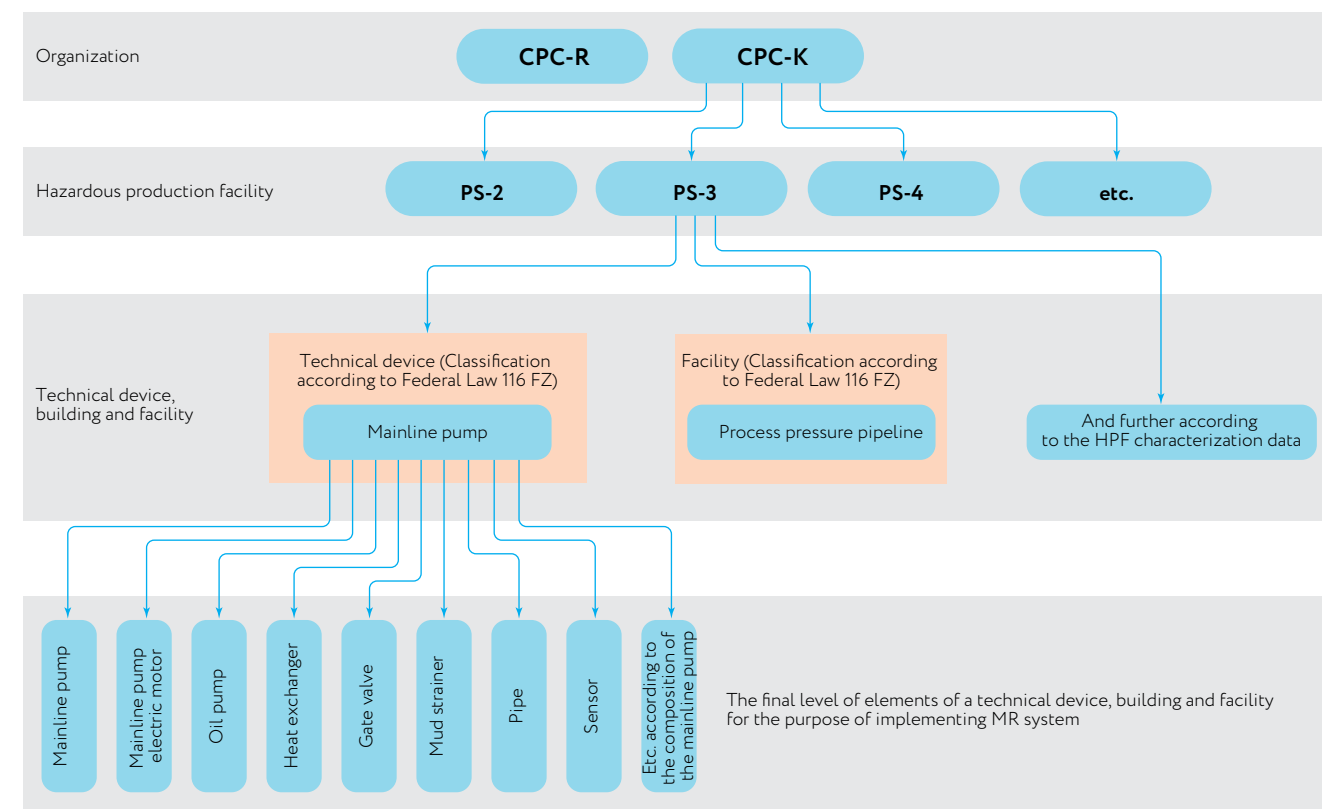 Organization
CPC-R
CPC-K
Hazardous production facility
PS-2
PS-3
PS-4
etc.
Technical device,
building and facility
Technical device (Classification
according to Federal Law 116 FZ)
Mainline pump
Facility (Classification according
to Federal Law 116 FZ)
Process pressure pipeline
And further according
to the HPF characterization data
Mainline pump
Mainline pump
electric motor
Oil pump
Heat exchanger
Gate valve
Mud strainer
Pipe
Sensor
Etc. according to
the composition of
the mainline pump
The final level of elements of a technical device, building and facility
for the purpose of implementing MR system